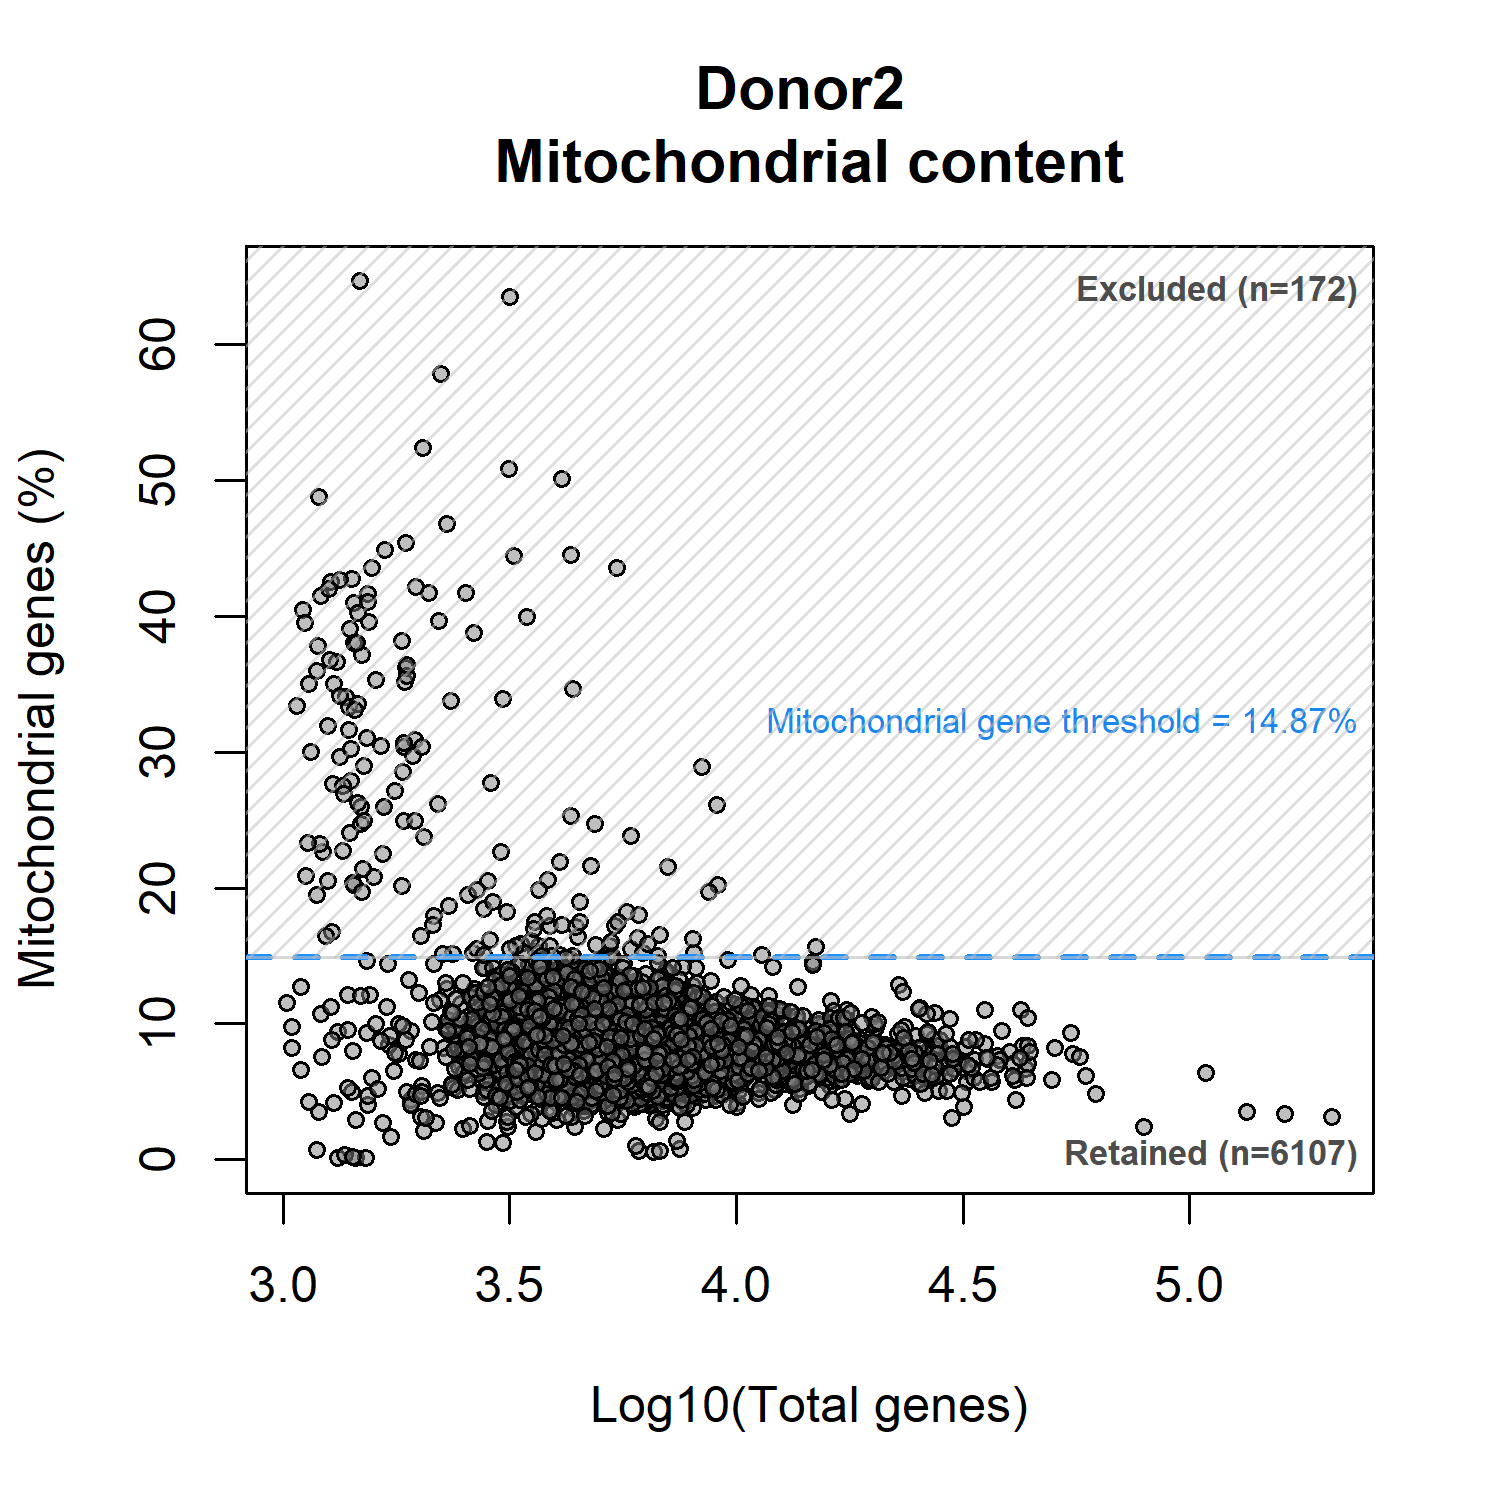 Donor2
Mitochondrial content
Excluded (n=172)
Mitochondrial gene threshold = 14.87%
Retained (n=6107)
Mitochondrial genes (%)
60
50
40
30
20
10
0
3.0 3.5 4.0 4.5 5.0
Log10(Total genes)